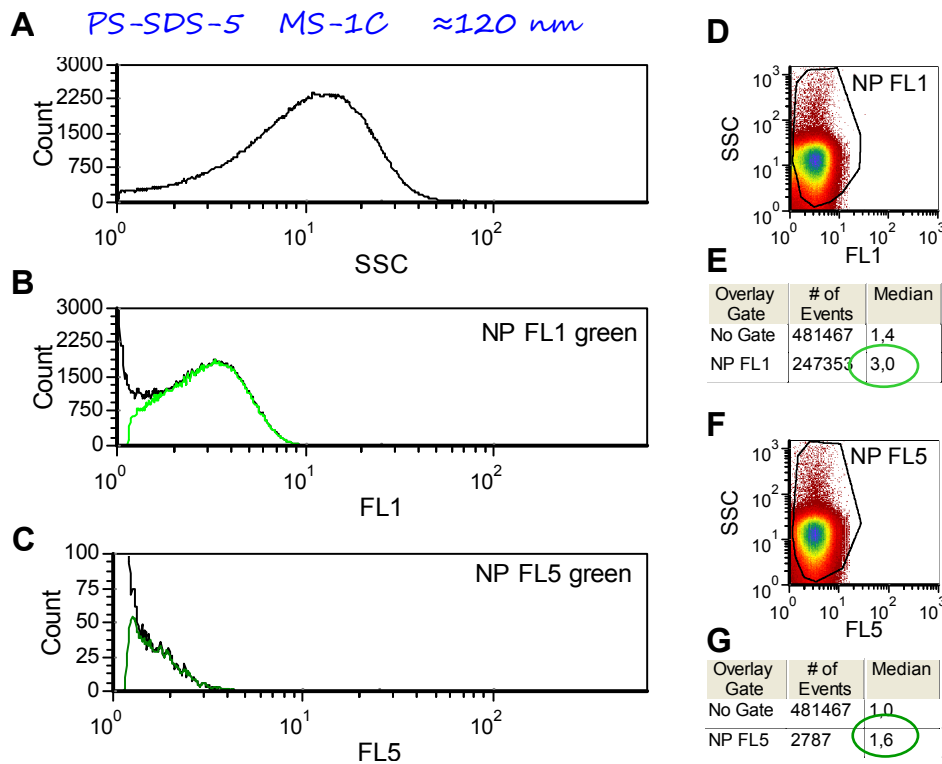 PS-SDS-5 MS-1C ≈120 nm
A
3000
2250
1500
750
0
Count
10⁰ 10¹ 10²
SSC
B
3000
2250
1500
750
0
Count
NP FL1 green
10⁰ 10¹ 10²
FL1
C
100
75
50
25
0
Count
NP FL5 green
10⁰ 10¹ 10²
FL5
D
NP FL1
10³
10²
10¹
10⁰
SSC
10⁰ 10¹ 10² 10³
FL1
E
Overlay Gate # of Events Median
No Gate 481467 1,4
NP FL1 247353 3,0
F
NP FL5
10³
10²
10¹
10⁰
SSC
10⁰ 10¹ 10² 10³
FL5
G
Overlay Gate # of Events Median
No Gate 481467 1,0
NP FL5 2787 1,6